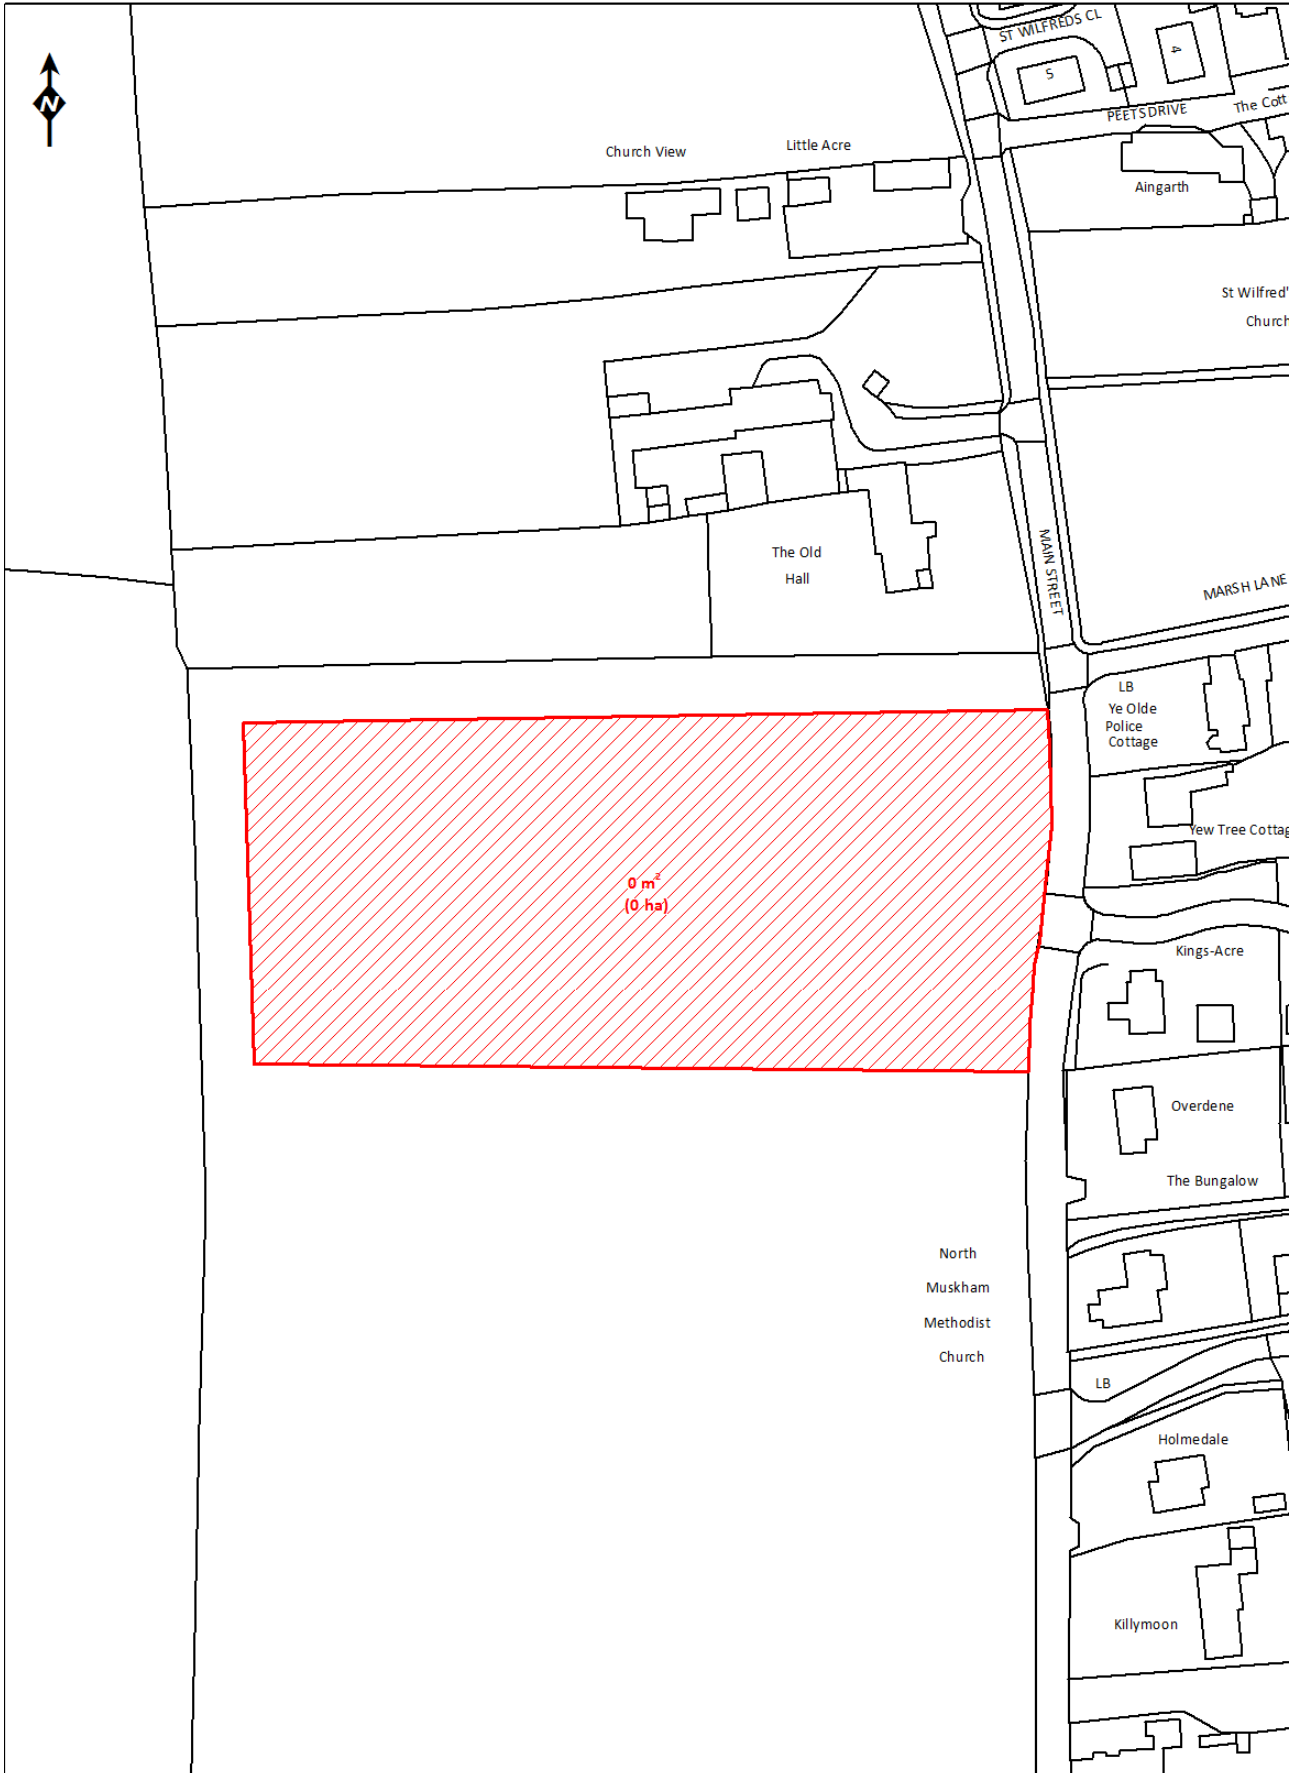 ST WILFREDS CL
5
4
N
PEETS DRIVE
The Cott
Church View
Little Acre
Aingarth
St Wilfred'
Church
The Old
Hall
MAIN STREET
MARSH LANE
LB
Ye Olde
Police
Cottage
Yew Tree Cottag
0 m²
(0 ha)
Kings-Acre
Overdene
The Bungalow
North
Muskham
Methodist
Church
LB
Holmedale
Killymoon